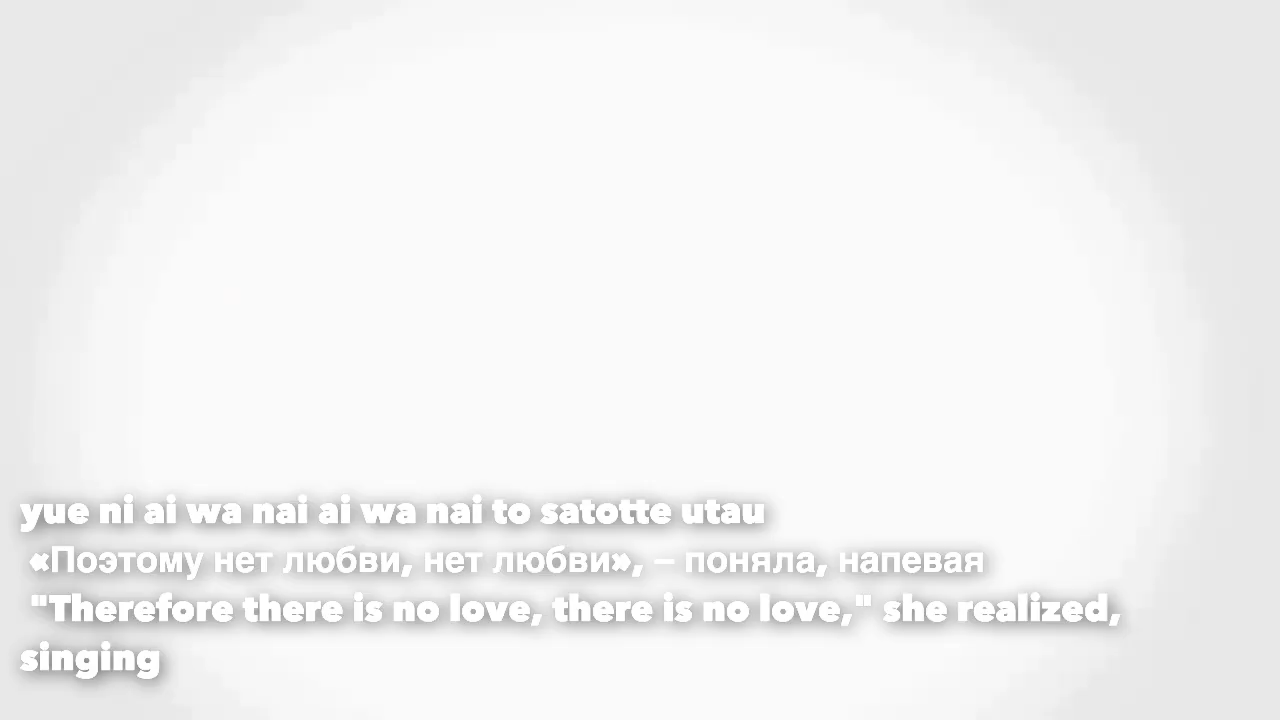 yue ni ai wa nai ai wa nai to satotte utau
«Поэтому нет любви, нет любви», – поняла, напевая
"Therefore there is no love, there is no love," she realized,
singing